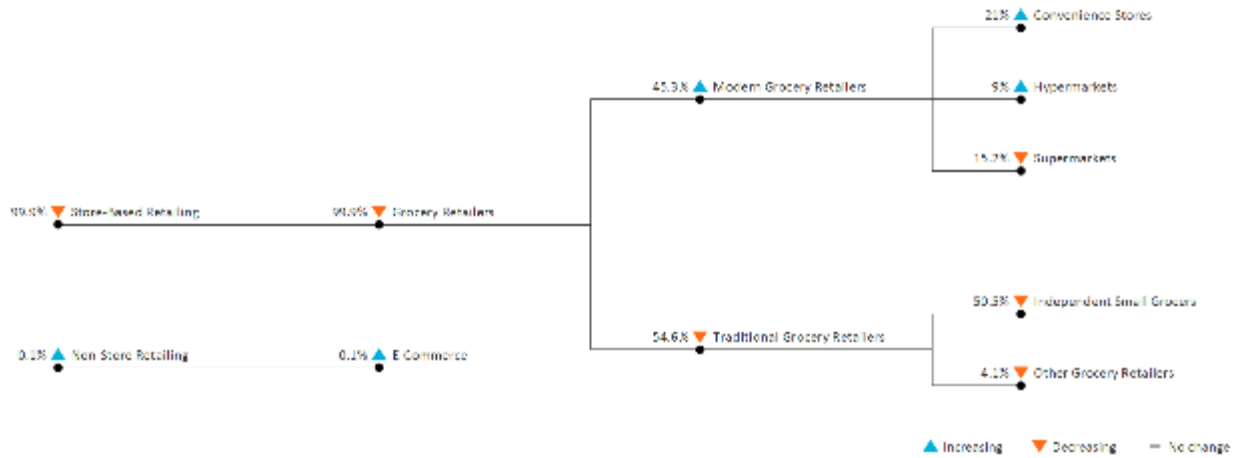 21% Convenience Stores
45.3% Modern Grocery Retailers
9% Hypermarkets
15.2% Supermarkets
99.9% Store-Based Retailing
99.9% Grocery Retailers
50.5% Independent Small Grocers
54.6% Traditional Grocery Retailers
0.1% Non-Store Retailing
0.1% E-Commerce
4.1% Other Grocery Retailers
Increasing
Decreasing
No change